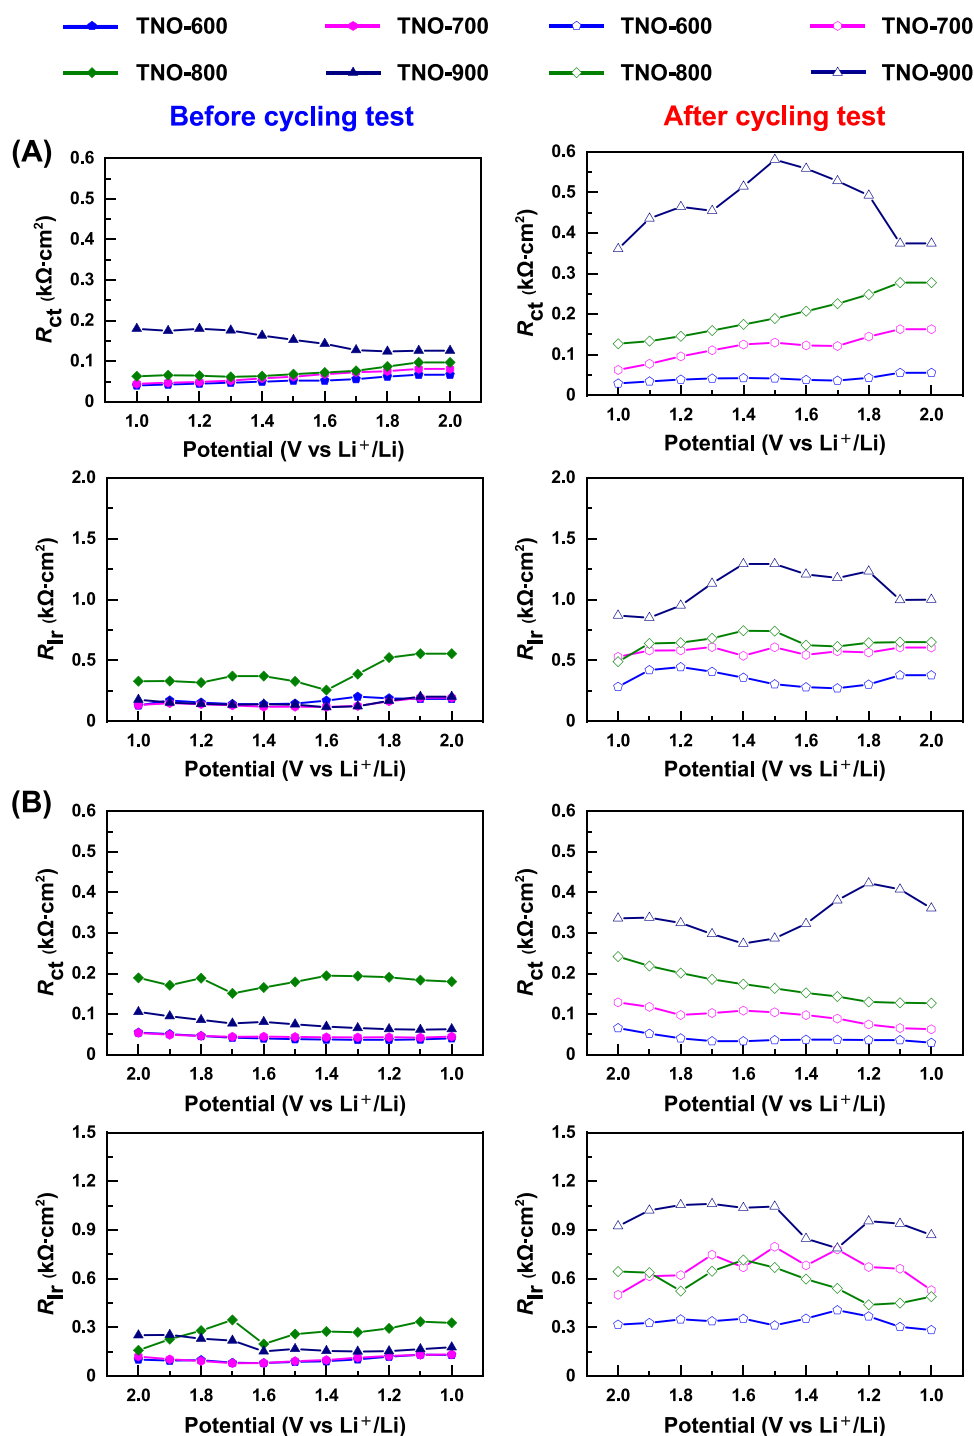 TNO-600 TNO-700 TNO-600 TNO-700
TNO-800 TNO-900 TNO-800 TNO-900
Before cycling test After cycling test
(A)
0.6
0.5
0.4
0.3
0.2
0.1
0
Rct (kΩ·cm²)
1.0 1.2 1.4 1.6 1.8 2.0
Potential (V vs Li⁺/Li)
0.6
0.5
0.4
0.3
0.2
0.1
0
Rct (kΩ·cm²)
1.0 1.2 1.4 1.6 1.8 2.0
Potential (V vs Li⁺/Li)
2.0
1.5
1.0
0.5
0
Rlr (kΩ·cm²)
1.0 1.2 1.4 1.6 1.8 2.0
Potential (V vs Li⁺/Li)
2.0
1.5
1.0
0.5
0
Rlr (kΩ·cm²)
1.0 1.2 1.4 1.6 1.8 2.0
Potential (V vs Li⁺/Li)
(B)
0.6
0.5
0.4
0.3
0.2
0.1
0
Rct (kΩ·cm²)
2.0 1.8 1.6 1.4 1.2 1.0
Potential (V vs Li⁺/Li)
0.6
0.5
0.4
0.3
0.2
0.1
0
Rct (kΩ·cm²)
2.0 1.8 1.6 1.4 1.2 1.0
Potential (V vs Li⁺/Li)
1.5
1.2
0.9
0.6
0.3
0
Rlr (kΩ·cm²)
2.0 1.8 1.6 1.4 1.2 1.0
Potential (V vs Li⁺/Li)
1.5
1.2
0.9
0.6
0.3
0
Rlr (kΩ·cm²)
2.0 1.8 1.6 1.4 1.2 1.0
Potential (V vs Li⁺/Li)